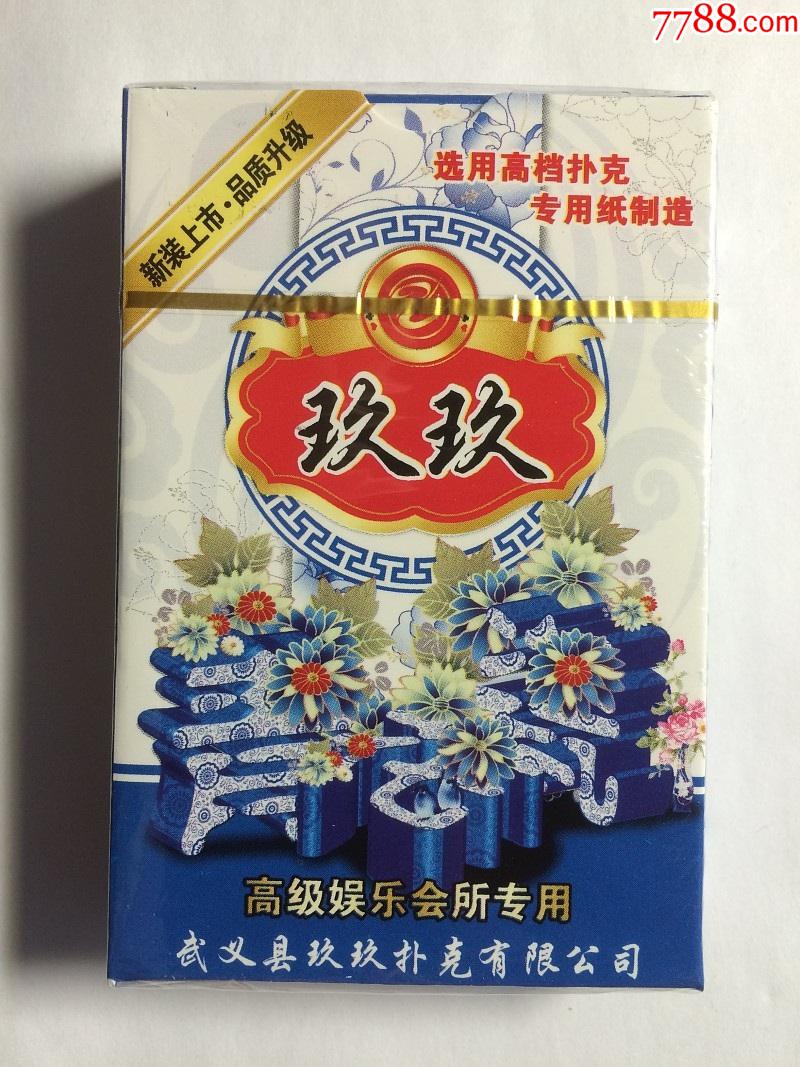 7788.com
新装上市·品质升级
选用高档扑克
专用纸制造
玖玖
青花瓷
高级娱乐会所专用
武义县玖玖扑克有限公司